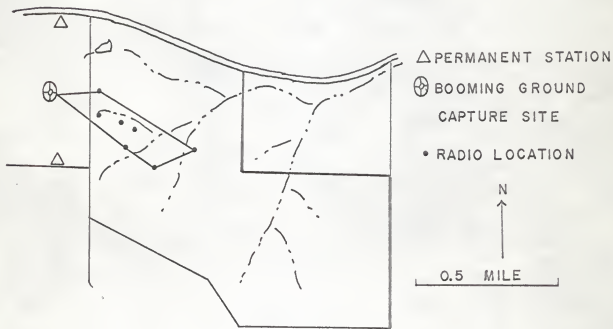 PERMANENT STATION
BOOMING GROUND
CAPTURE SITE
RADIO LOCATION
N
0.5 MILE